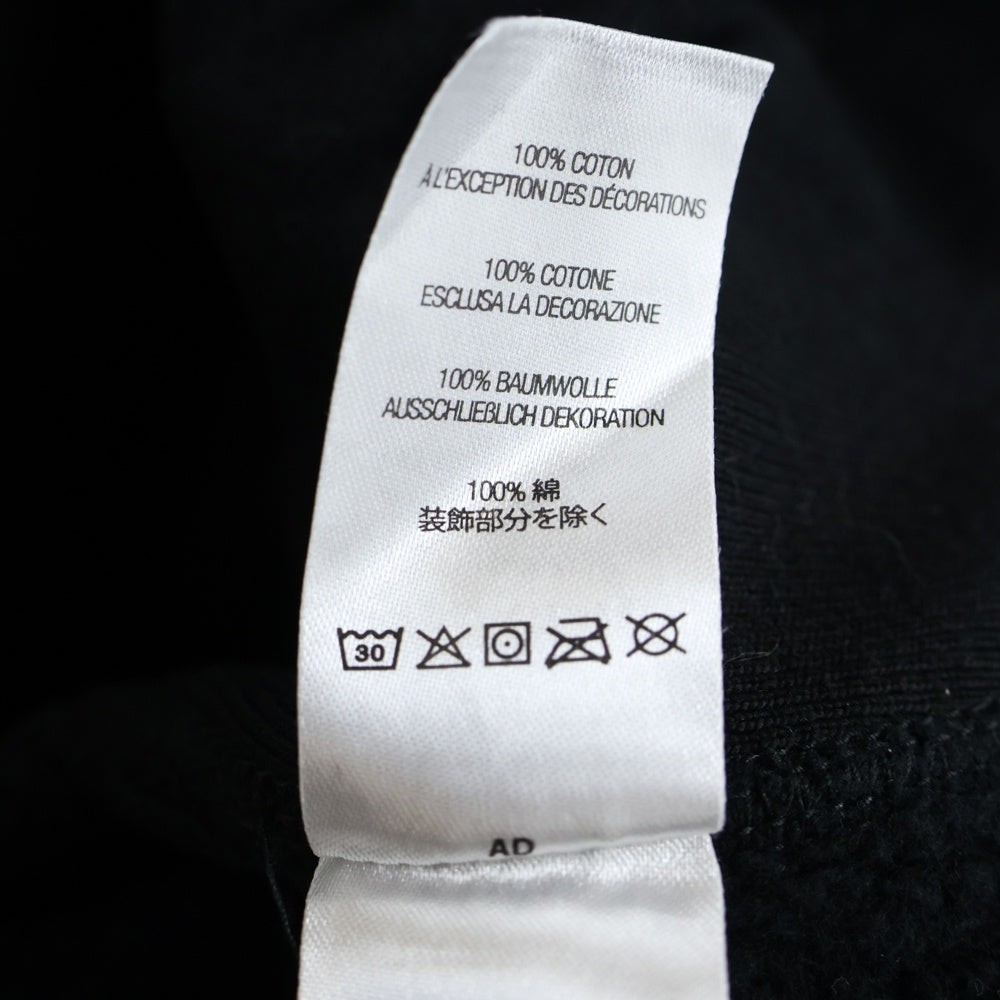 100% COTON
À L'EXCEPTION DES DÉCORATIONS
100% COTONE
ESCLUSA LA DECORAZIONE
100% BAUMWOLLE
AUSSCHLIEßLICH DEKORATION
100% 綿
装飾部分を除く
30
AD